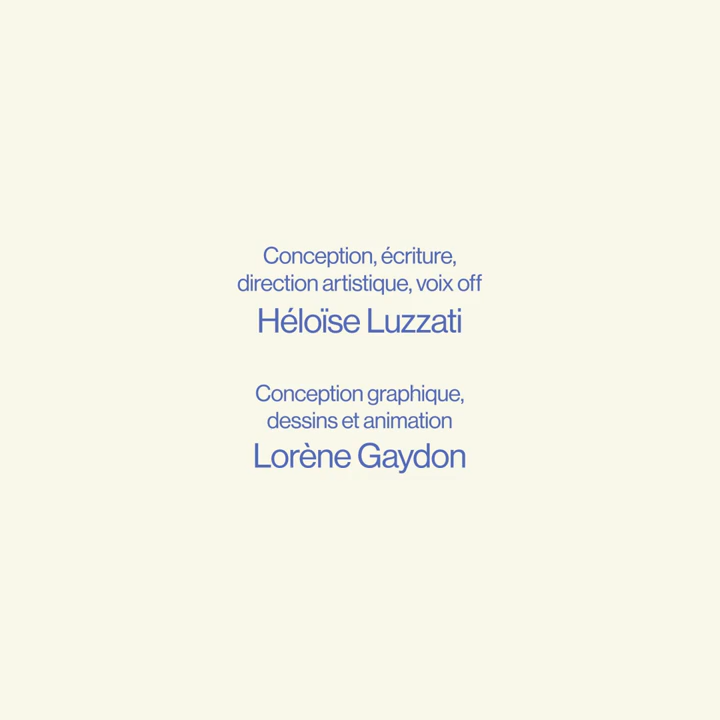 Conception, écriture,
direction artistique, voix off
Héloïse Luzzati
Conception graphique,
dessins et animation
Lorène Gaydon